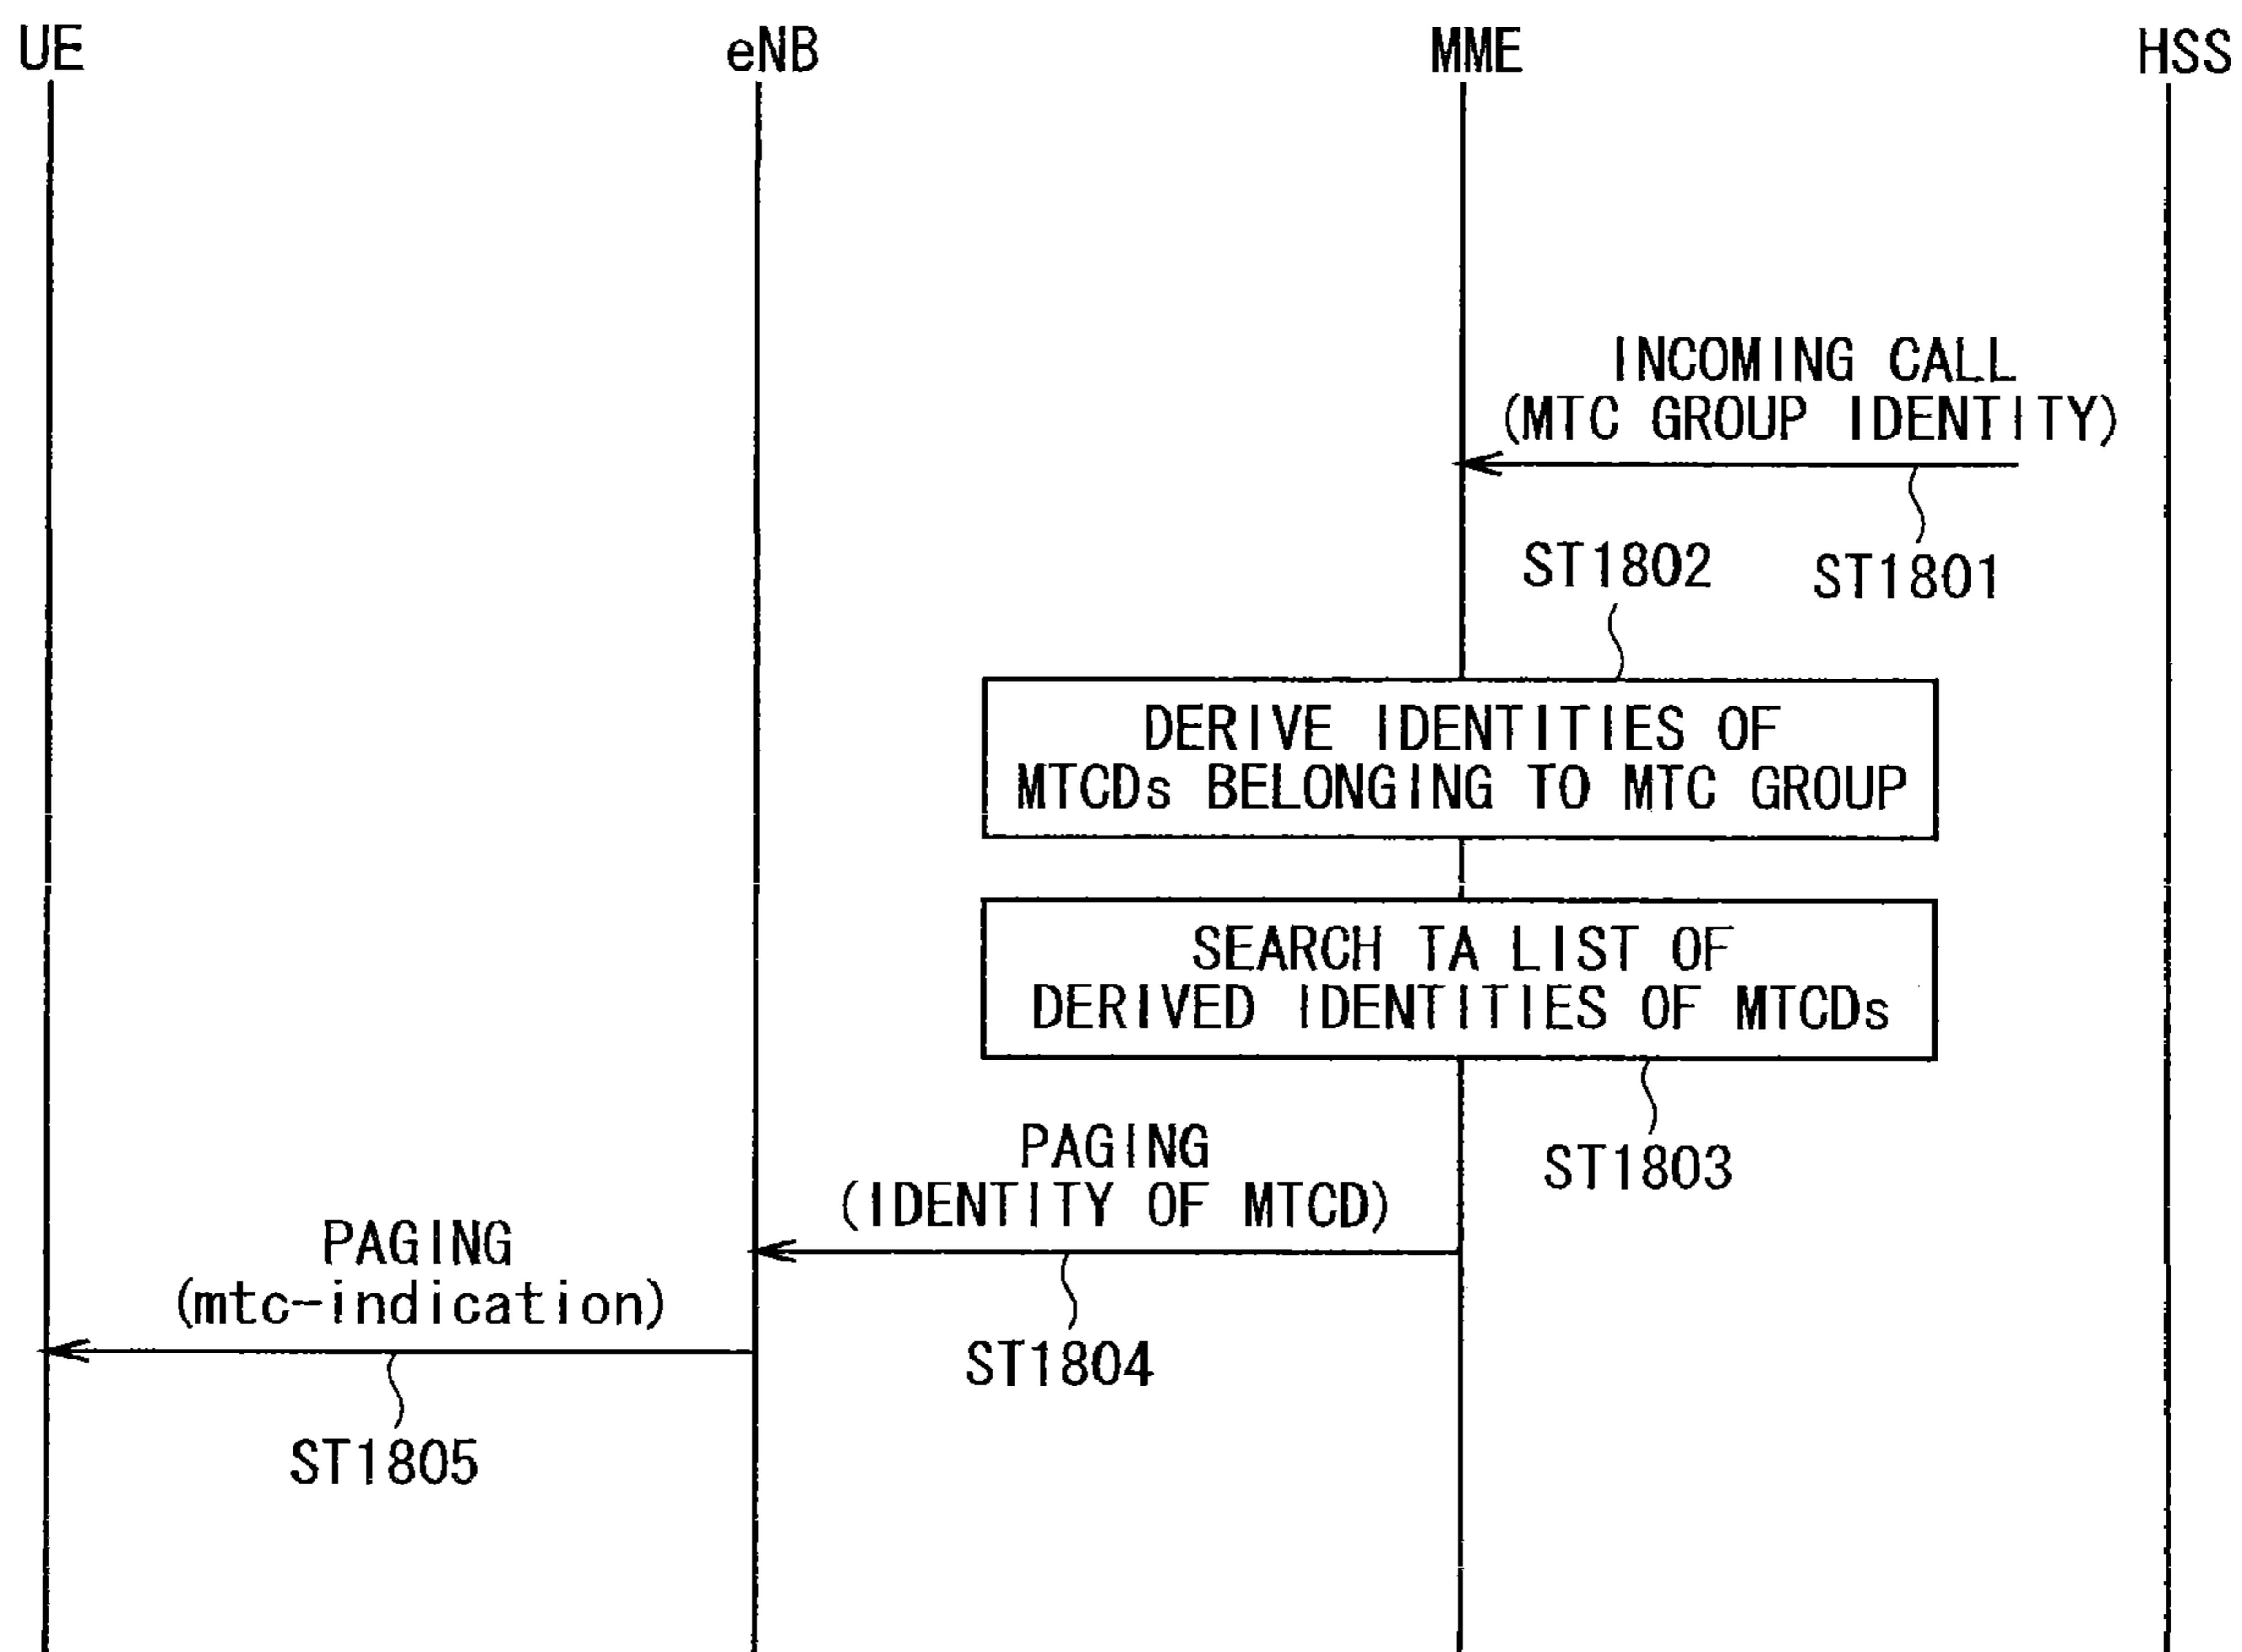 UE
eNB
MME
HSS
INCOMING CALL
(MTC GROUP IDENTITY)
ST1801
ST1802
DERIVE IDENTITIES OF
MTCDs BELONGING TO MTC GROUP
SEARCH TA LIST OF
DERIVED IDENTITIES OF MTCDs
ST1803
PAGING
(IDENTITY OF MTCD)
ST1804
PAGING
(mtc-indication)
ST1805